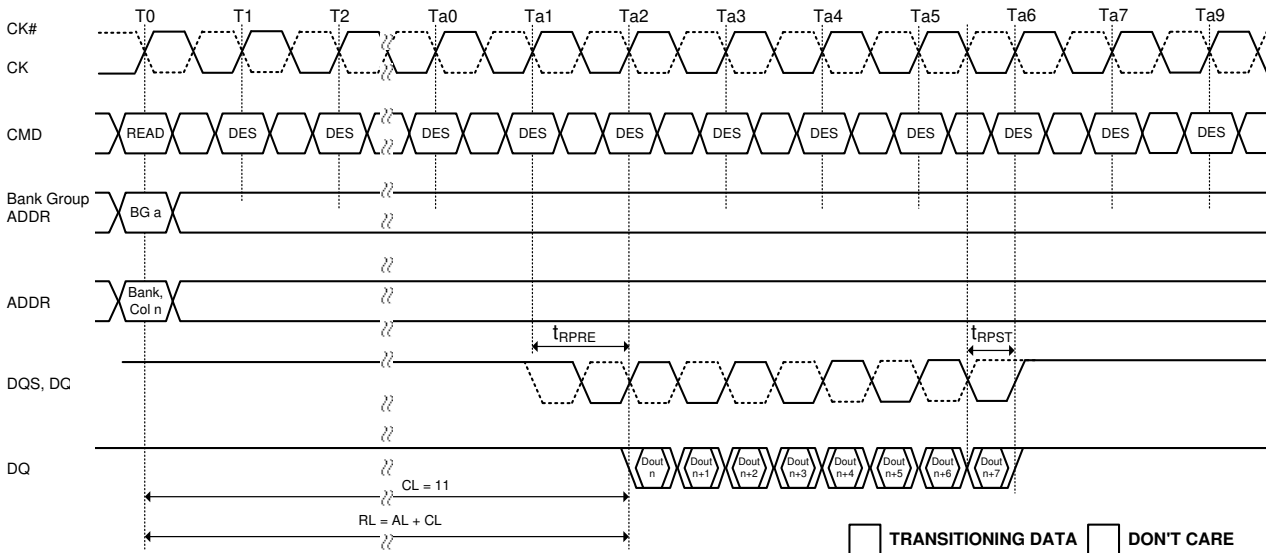 T0 T1 T2 Ta0 Ta1 Ta2 Ta3 Ta4 Ta5 Ta6 Ta7 Ta9
CK#
CK
CMD READ DES DES DES DES DES DES DES DES DES DES DES
Bank Group
ADDR
BG a
ADDR
Bank,
Col n
tRPRE tRPST
DQS, DQ
DQ
Dout n Dout n+1 Dout n+2 Dout n+3 Dout n+4 Dout n+5 Dout n+6 Dout n+7
CL = 11
RL = AL + CL
TRANSITIONING DATA DON'T CARE